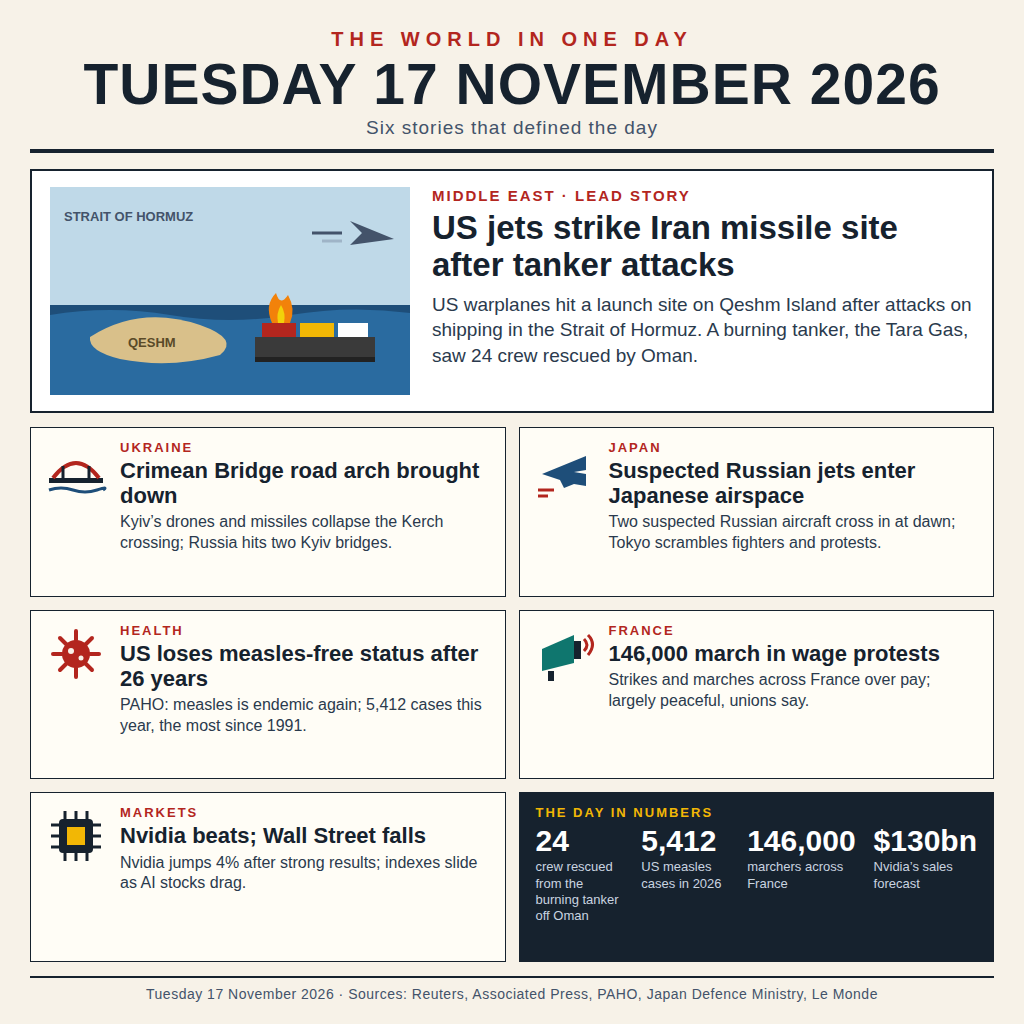 THE WORLD IN ONE DAY
TUESDAY 17 NOVEMBER 2026
Six stories that defined the day
STRAIT OF HORMUZ
QESHM
MIDDLE EAST · LEAD STORY
US jets strike Iran missile site
after tanker attacks
US warplanes hit a launch site on Qeshm Island after attacks on
shipping in the Strait of Hormuz. A burning tanker, the Tara Gas,
saw 24 crew rescued by Oman.
UKRAINE
Crimean Bridge road arch brought
down
Kyiv’s drones and missiles collapse the Kerch
crossing; Russia hits two Kyiv bridges.
JAPAN
Suspected Russian jets enter
Japanese airspace
Two suspected Russian aircraft cross in at dawn;
Tokyo scrambles fighters and protests.
HEALTH
US loses measles-free status after
26 years
PAHO: measles is endemic again; 5,412 cases this
year, the most since 1991.
FRANCE
146,000 march in wage protests
Strikes and marches across France over pay;
largely peaceful, unions say.
MARKETS
Nvidia beats; Wall Street falls
Nvidia jumps 4% after strong results; indexes slide
as AI stocks drag.
THE DAY IN NUMBERS
24
crew rescued
from the
burning tanker
off Oman
5,412
US measles
cases in 2026
146,000
marchers across
France
$130bn
Nvidia’s sales
forecast
Tuesday 17 November 2026 · Sources: Reuters, Associated Press, PAHO, Japan Defence Ministry, Le Monde